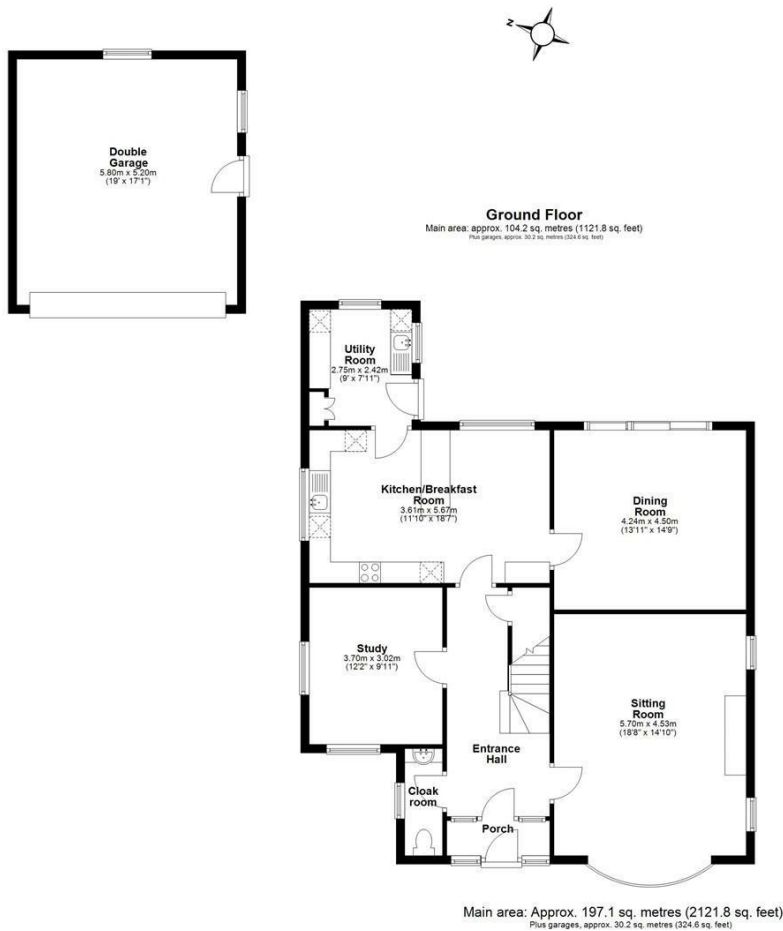 N
Double
Garage
5.80m x 5.20m
(19' x 17'1")
Ground Floor
Main area: approx. 104.2 sq. metres (1121.8 sq. feet)
Plus garages, approx. 30.2 sq. metres (324.6 sq. feet)
Utility
Room
2.75m x 2.42m
(9' x 7'11")
Kitchen/Breakfast
Room
3.61m x 5.67m
(11'10" x 18'7")
Dining
Room
4.24m x 4.50m
(13'11" x 14'9")
Study
3.70m x 3.02m
(12'2" x 9'11")
Sitting
Room
5.70m x 4.53m
(18'8" x 14'10")
Entrance
Hall
Cloak
room
Porch
Main area: Approx. 197.1 sq. metres (2121.8 sq. feet)
Plus garages, approx. 30.2 sq. metres (324.6 sq. feet)